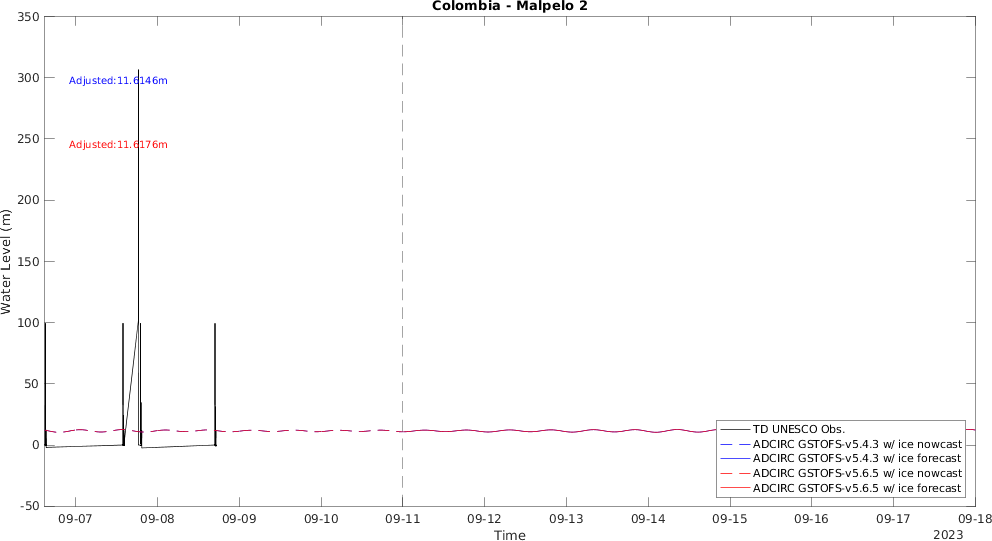 Colombia - Malpelo 2
350
300
250
200
150
100
50
0
-50
Water Level (m)
Adjusted:11.6146m
Adjusted:11.6176m
TD UNESCO Obs.
ADCIRC GSTOFS-v5.4.3 w/ ice nowcast
ADCIRC GSTOFS-v5.4.3 w/ ice forecast
ADCIRC GSTOFS-v5.6.5 w/ ice nowcast
ADCIRC GSTOFS-v5.6.5 w/ ice forecast
09-07 09-08 09-09 09-10 09-11 09-12 09-13 09-14 09-15 09-16 09-17 09-18
Time
2023